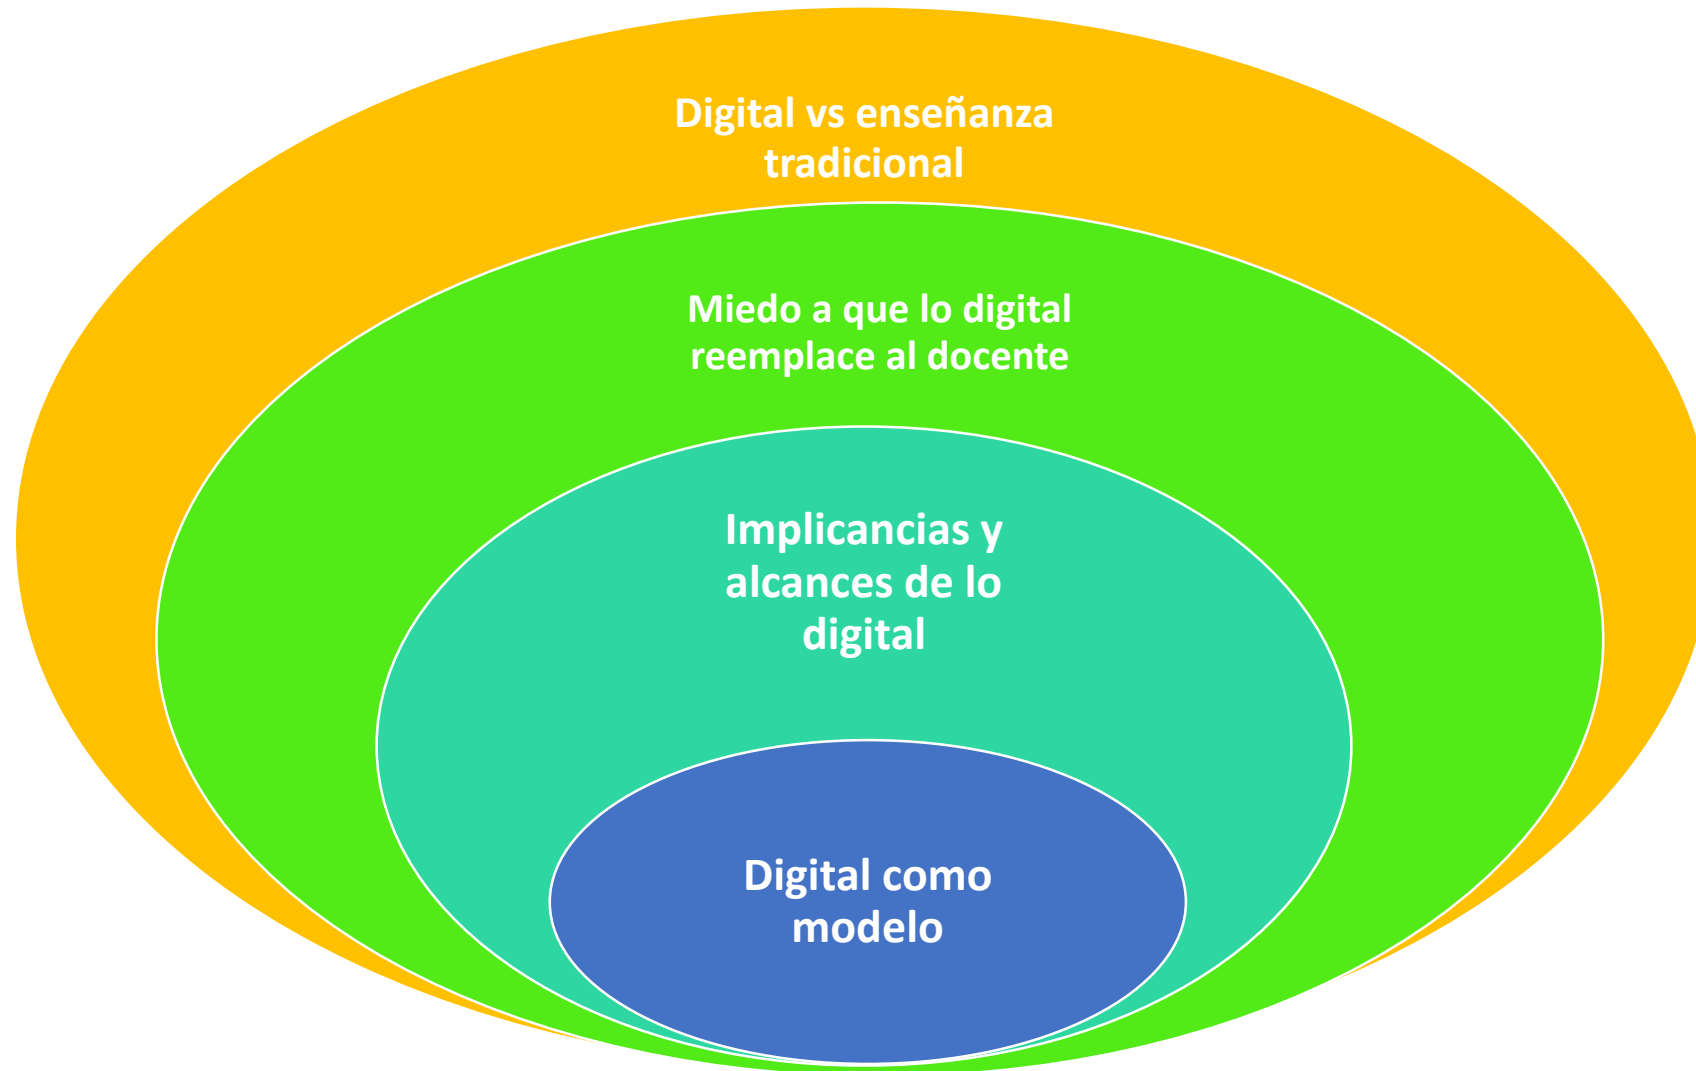 Digital vs enseñanza
tradicional
Miedo a que lo digital
reemplace al docente
Implicancias y
alcances de lo
digital
Digital como
modelo